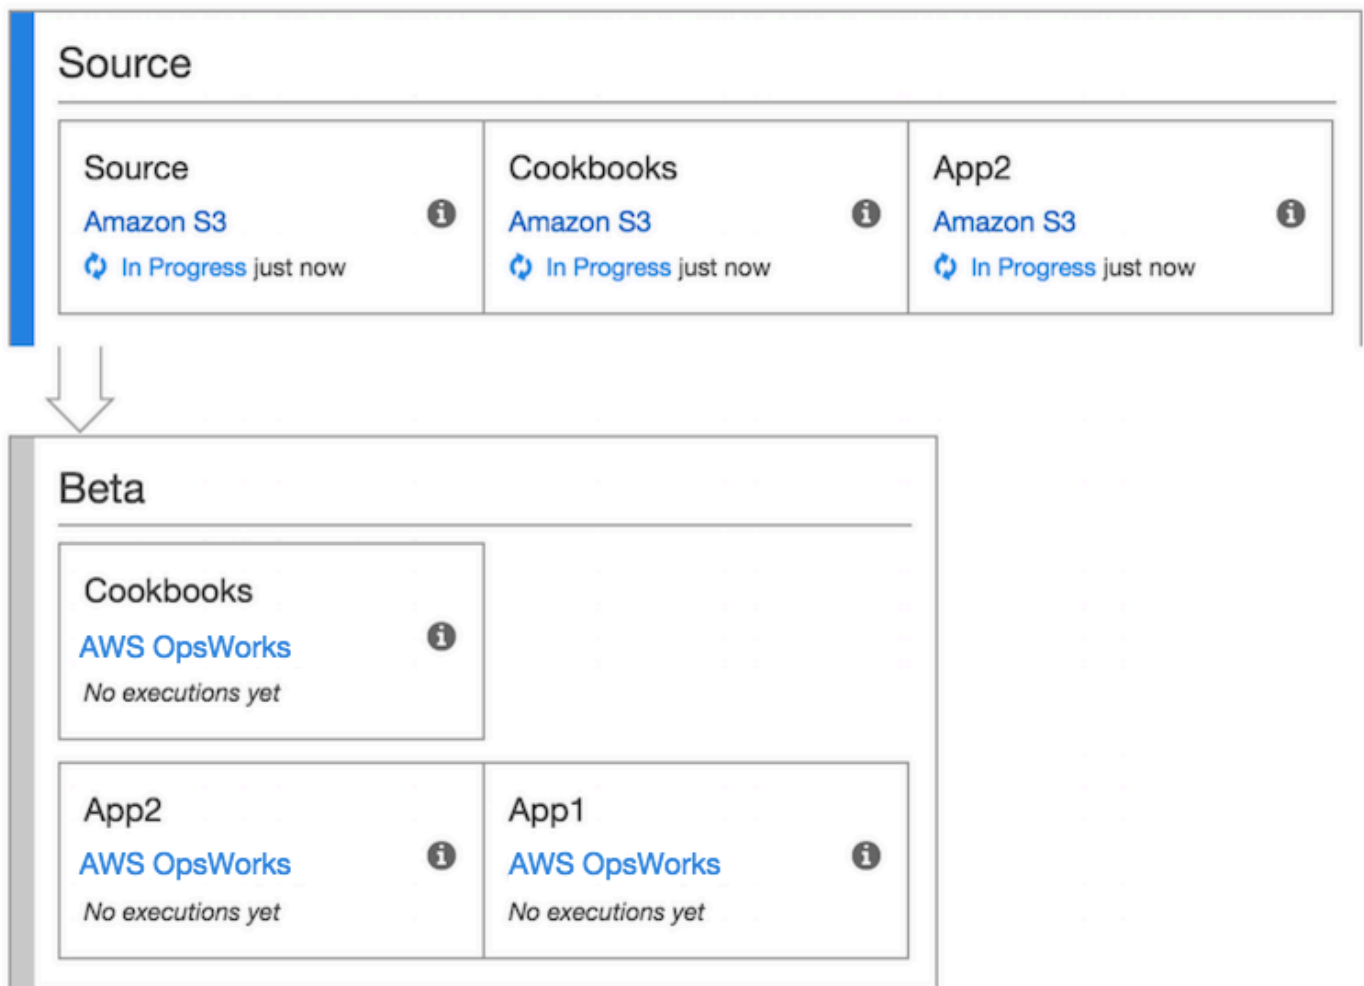 Source
Source
Amazon S3
In Progress just now
Cookbooks
Amazon S3
In Progress just now
App2
Amazon S3
In Progress just now
Beta
Cookbooks
AWS OpsWorks
No executions yet
App2
AWS OpsWorks
No executions yet
App1
AWS OpsWorks
No executions yet